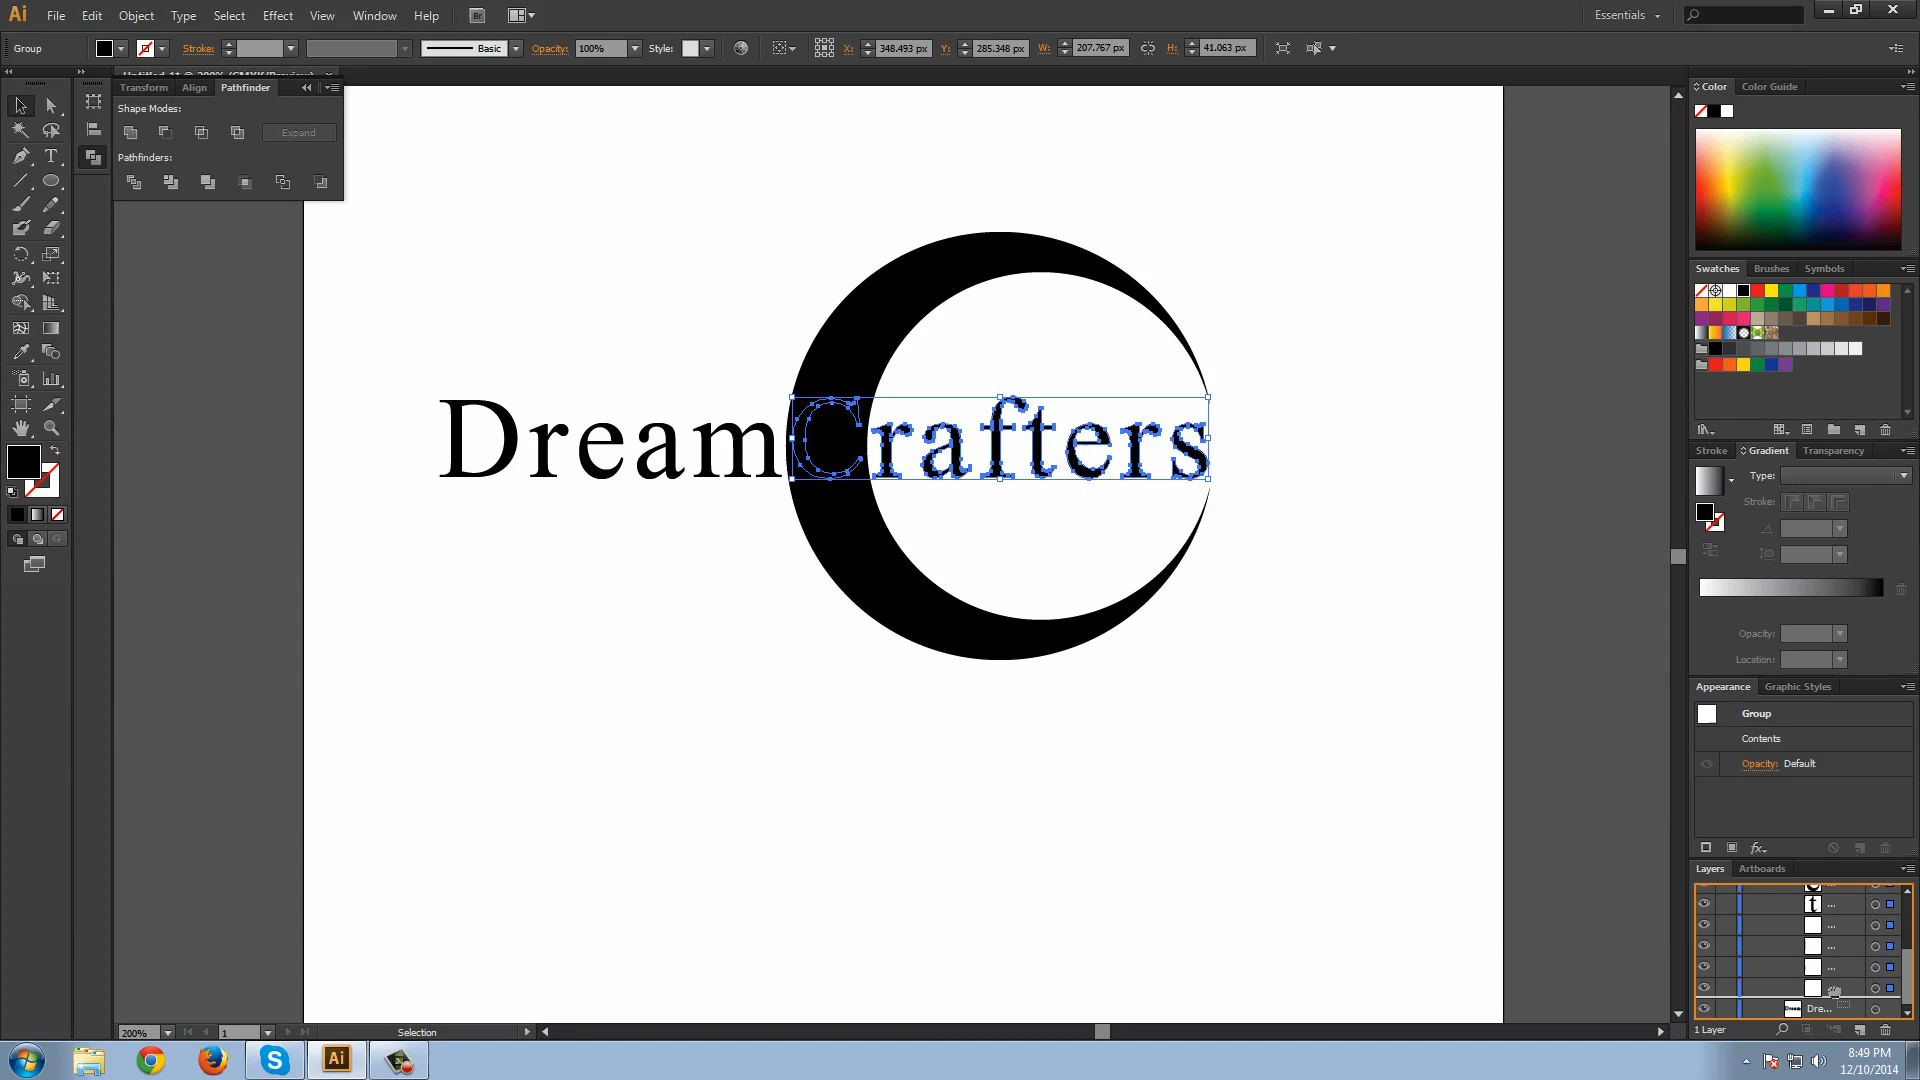 Ai File Edit Object Type Select Effect View Window Help Br Essentials
Group Stroke: Basic Opacity: 100% Style: X: 348.493 px Y: 285.348 px W: 207.767 px H: 41.063 px
Transform Align Pathfinder
Shape Modes:
Expand
Pathfinders:
Color Color Guide
Swatches Brushes Symbols
DreamCrafters
Stroke Gradient Transparency
Type:
Stroke:
Opacity:
Location:
Appearance Graphic Styles
Group
Contents
Opacity: Default
Layers Artboards
t ...
...
...
...
Dre...
1 Layer
200% 1 Selection
8:49 PM
12/10/2014